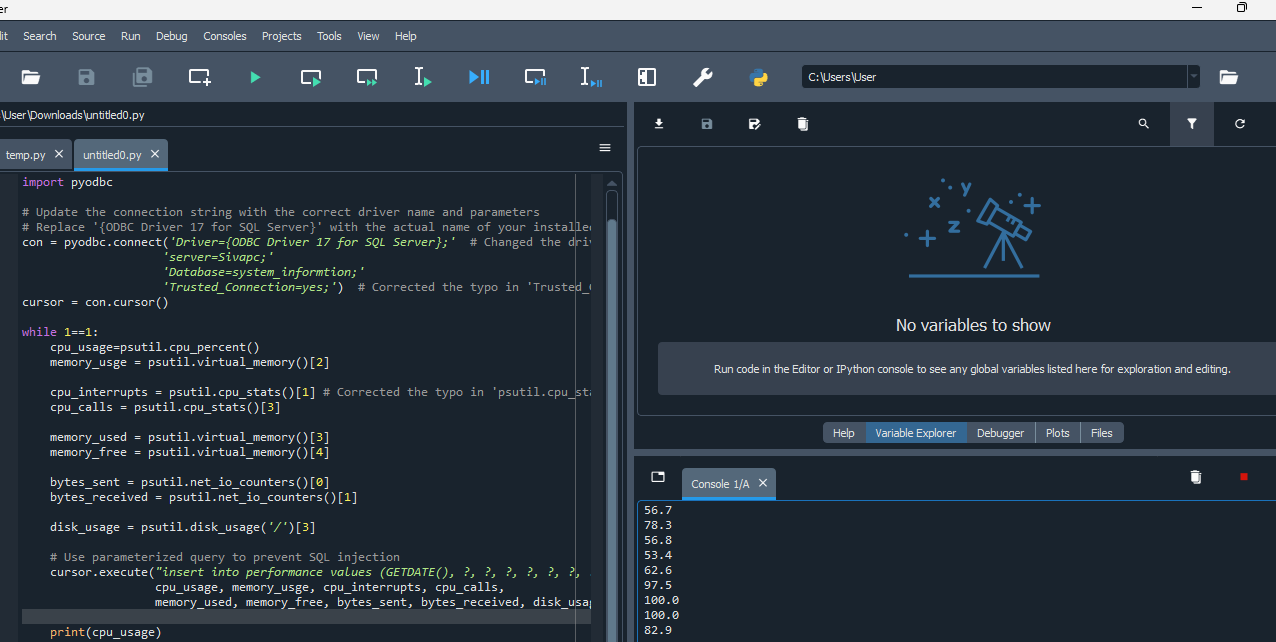 er
it Search Source Run Debug Consoles Projects Tools View Help
C:\Users\User
\User\Downloads\untitled0.py
temp.py untitled0.py
import pyodbc
# Update the connection string with the correct driver name and parameters
# Replace '{ODBC Driver 17 for SQL Server}' with the actual name of your installe
con = pyodbc.connect('Driver={ODBC Driver 17 for SQL Server};' # Changed the driv
'server=Sivapc;'
'Database=system_informtion;'
'Trusted_Connection=yes;') # Corrected the typo in 'Trusted_C
cursor = con.cursor()
while 1==1:
cpu_usage=psutil.cpu_percent()
memory_usge = psutil.virtual_memory()[2]
cpu_interrupts = psutil.cpu_stats()[1] # Corrected the typo in 'psutil.cpu_sta
cpu_calls = psutil.cpu_stats()[3]
memory_used = psutil.virtual_memory()[3]
memory_free = psutil.virtual_memory()[4]
bytes_sent = psutil.net_io_counters()[0]
bytes_received = psutil.net_io_counters()[1]
disk_usage = psutil.disk_usage('/')[3]
# Use parameterized query to prevent SQL injection
cursor.execute("insert into performance values (GETDATE(), ?, ?, ?, ?, ?, ?,
cpu_usage, memory_usge, cpu_interrupts, cpu_calls,
memory_used, memory_free, bytes_sent, bytes_received, disk_usag
print(cpu_usage)
x y z
No variables to show
Run code in the Editor or IPython console to see any global variables listed here for exploration and editing.
Help Variable Explorer Debugger Plots Files
Console 1/A
56.7
78.3
56.8
53.4
62.6
97.5
100.0
100.0
82.9